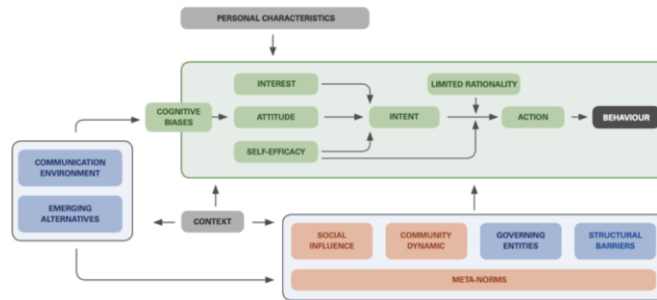 PERSONAL CHARACTERISTICS
INTEREST
LIMITED RATIONALITY
COGNITIVE
BIASES
ATTITUDE
INTENT
ACTION
BEHAVIOUR
SELF-EFFICACY
COMMUNICATION
ENVIRONMENT
EMERGING
ALTERNATIVES
CONTEXT
SOCIAL
INFLUENCE
COMMUNITY
DYNAMIC
GOVERNING
ENTITIES
STRUCTURAL
BARRIERS
META-NORMS